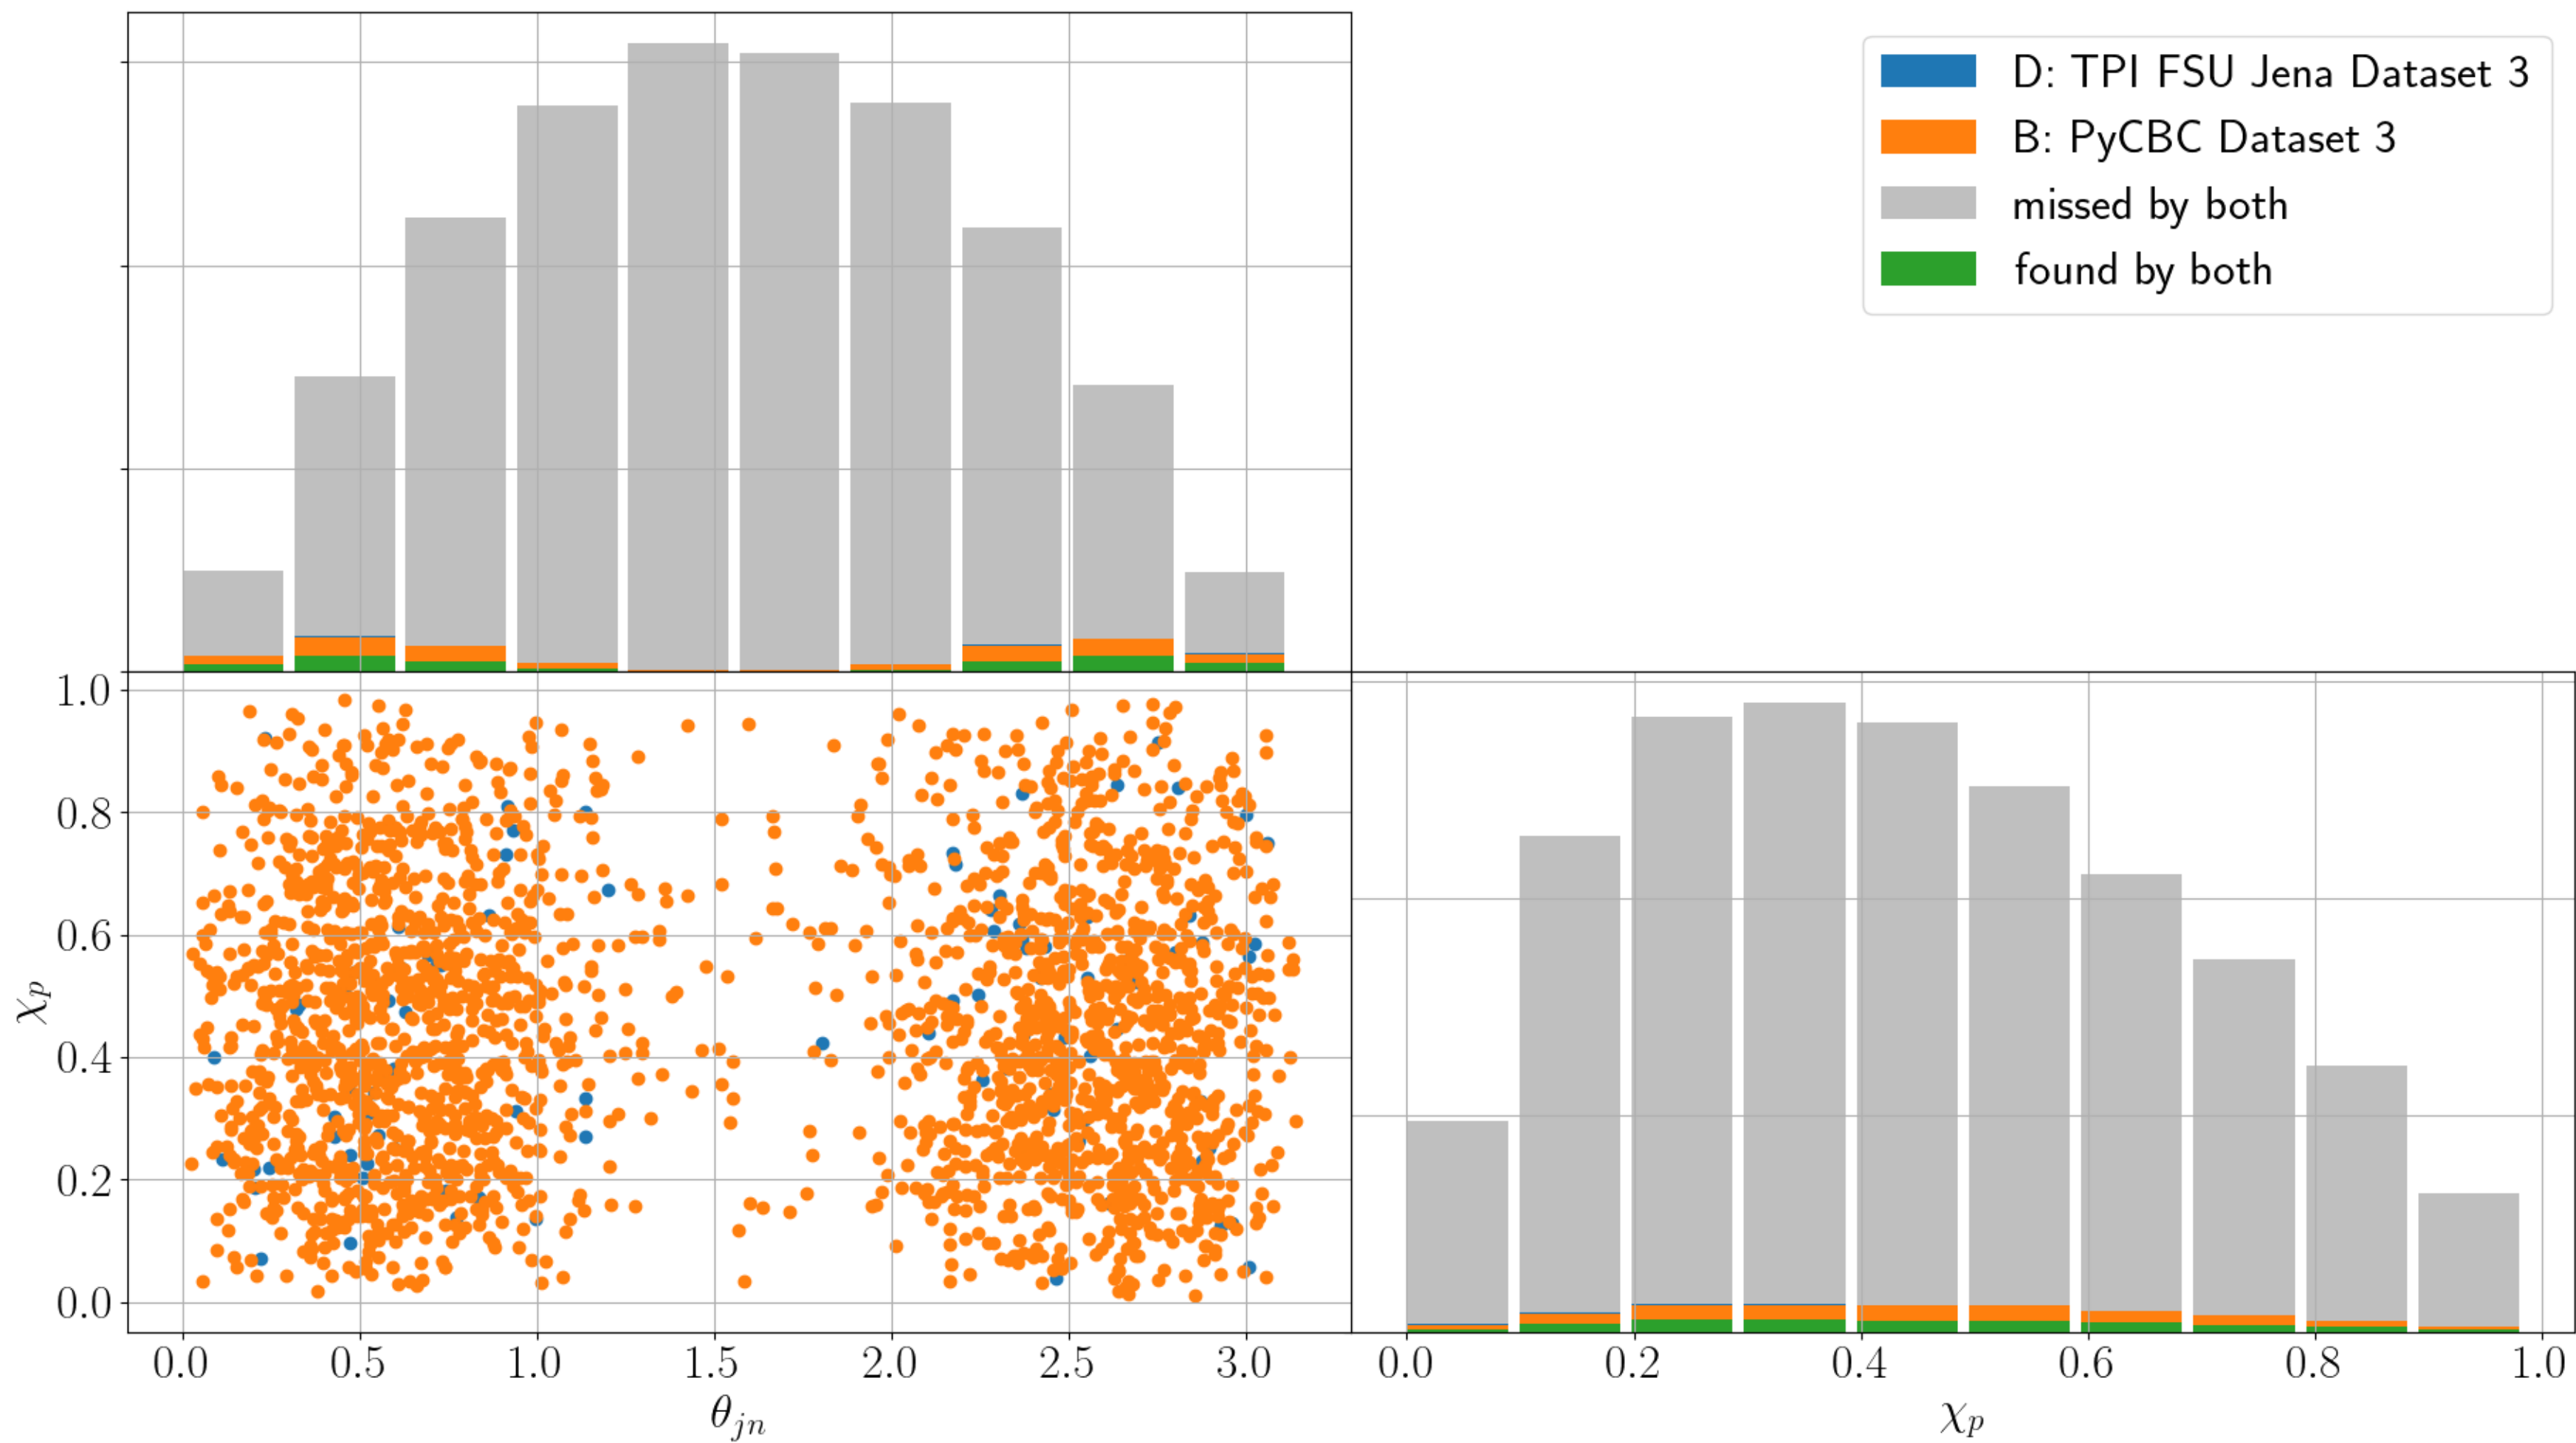 D: TPI FSU Jena Dataset 3
B: PyCBC Dataset 3
missed by both
found by both
1.0
0.8
0.6
0.4
0.2
0.0
χp
0.0 0.5 1.0 1.5 2.0 2.5 3.0
θjn
0.0 0.2 0.4 0.6 0.8 1.0
χp